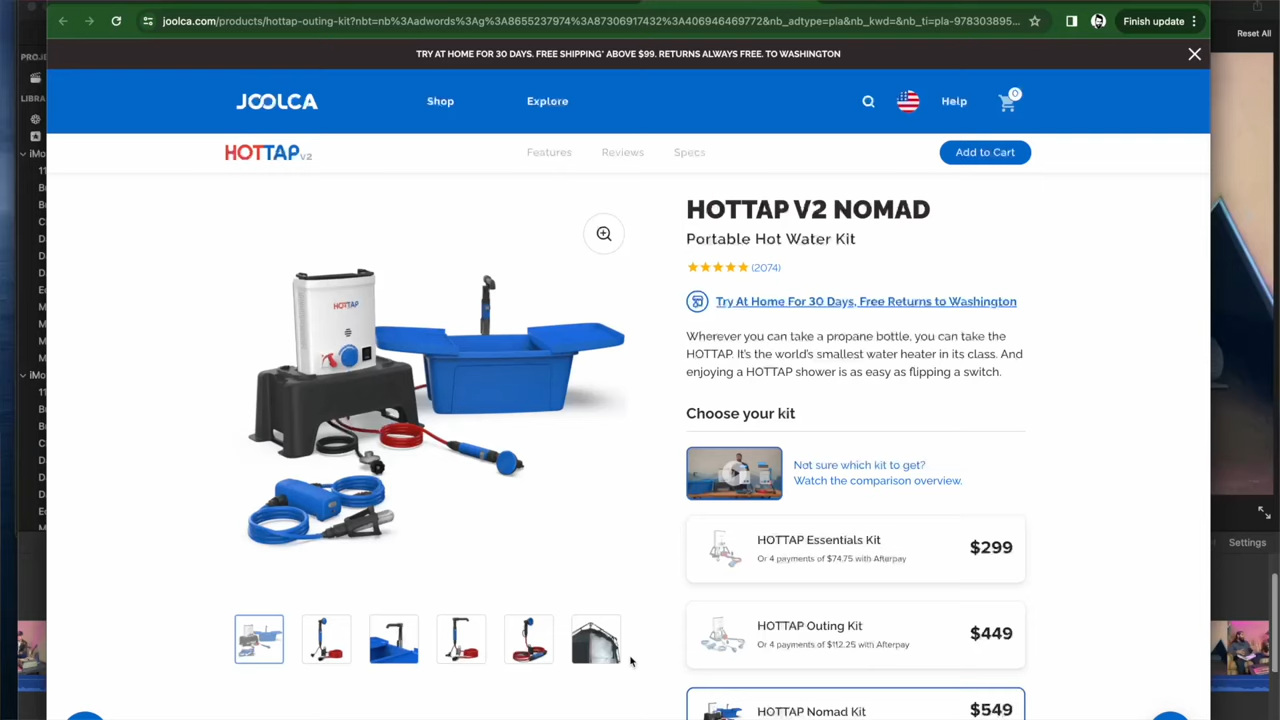 joolca.com/products/hottap-outing-kit?nbt=nb%3Aadwords%3Ag%3A8655237974%3A87306917432%3A406946469772&nb_adtype=pla&nb_kwd=&nb_ti=pla-978303895...
Finish update
Reset All
TRY AT HOME FOR 30 DAYS. FREE SHIPPING* ABOVE $99. RETURNS ALWAYS FREE. TO WASHINGTON
PROJE
LIBRA
JOOLCA
Shop
Explore
Help
0
HOTTAP V2
Features
Reviews
Specs
Add to Cart
HOTTAP V2 NOMAD
Portable Hot Water Kit
(2074)
Try At Home For 30 Days, Free Returns to Washington
Wherever you can take a propane bottle, you can take the
HOTTAP. It's the world's smallest water heater in its class. And
enjoying a HOTTAP shower is as easy as flipping a switch.
HOTTAP
Choose your kit
Not sure which kit to get?
Watch the comparison overview.
HOTTAP Essentials Kit
Or 4 payments of $74.75 with Afterpay
$299
Settings
HOTTAP Outing Kit
Or 4 payments of $112.25 with Afterpay
$449
HOTTAP Nomad Kit
$549